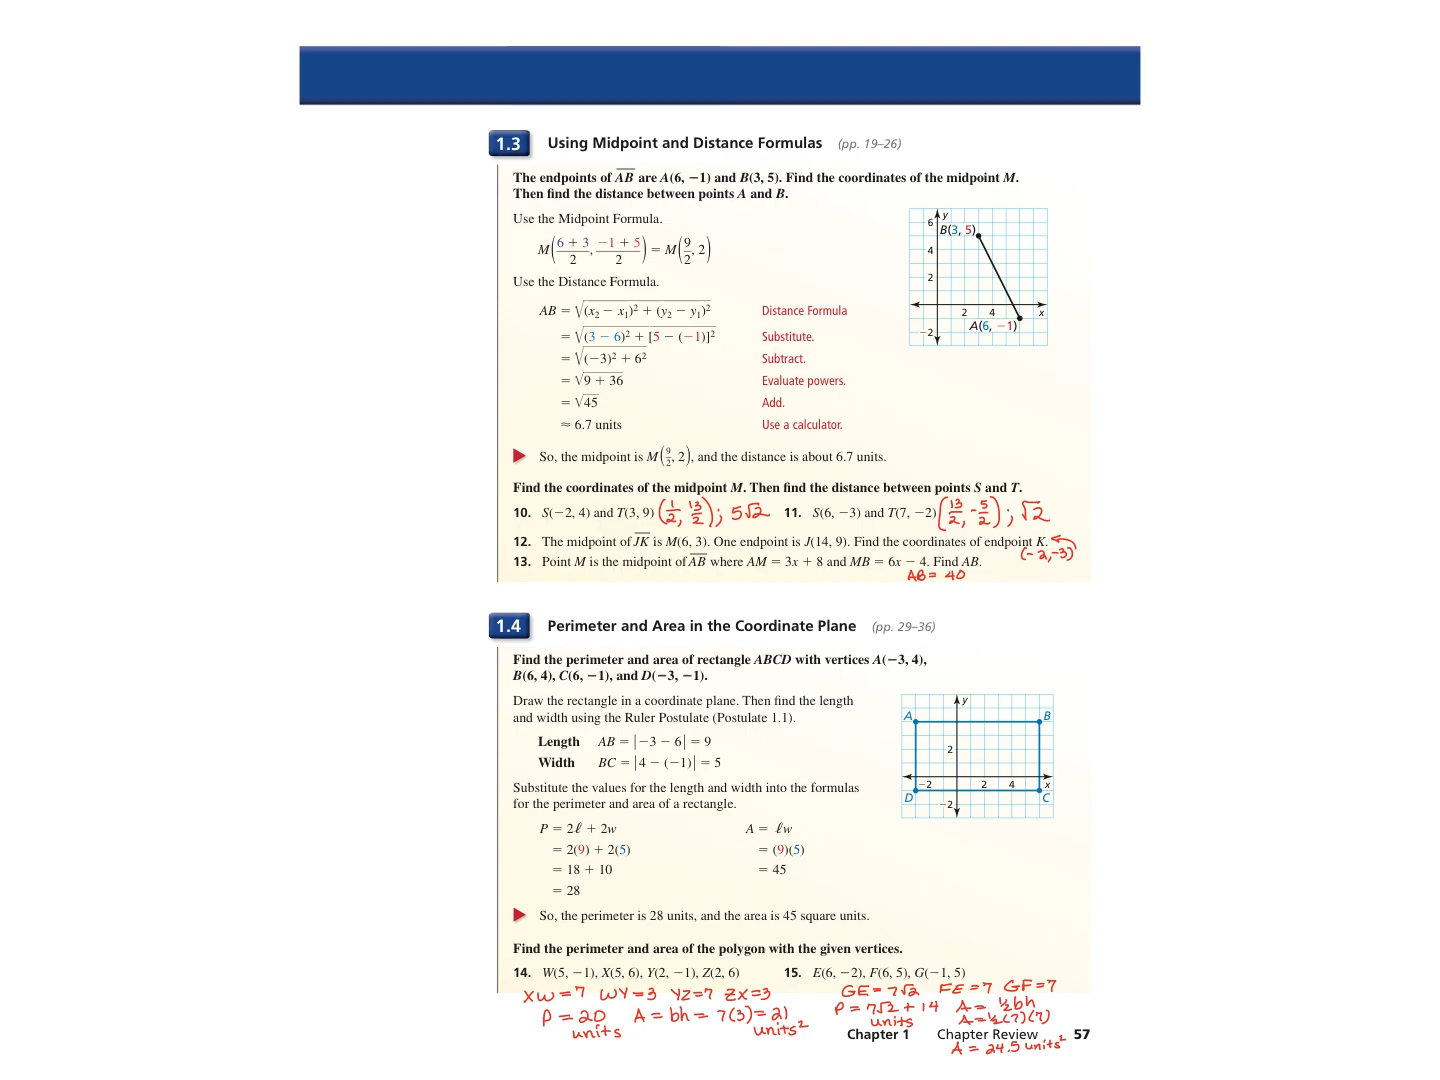 1.3 Using Midpoint and Distance Formulas (pp. 19–26)
The endpoints of AB are A(6, −1) and B(3, 5). Find the coordinates of the midpoint M.
Then find the distance between points A and B.
Use the Midpoint Formula.
M((6 + 3)/2, (−1 + 5)/2) = M(9/2, 2)
Use the Distance Formula.
AB = √(x₂ − x₁)² + (y₂ − y₁)² Distance Formula
= √(3 − 6)² + [5 − (−1)]² Substitute.
= √(−3)² + 6² Subtract.
= √9 + 36 Evaluate powers.
= √45 Add.
≈ 6.7 units Use a calculator.
y
6
B(3, 5)
4
2
2 4 x
A(6, −1)
−2
So, the midpoint is M(9/2, 2), and the distance is about 6.7 units.
Find the coordinates of the midpoint M. Then find the distance between points S and T.
10. S(−2, 4) and T(3, 9) (1/2, 13/2); 5√2 11. S(6, −3) and T(7, −2) (13/2, -5/2); √2
12. The midpoint of JK is M(6, 3). One endpoint is J(14, 9). Find the coordinates of endpoint K.
(-2,-3)
13. Point M is the midpoint of AB where AM = 3x + 8 and MB = 6x − 4. Find AB.
AB = 40
1.4 Perimeter and Area in the Coordinate Plane (pp. 29–36)
Find the perimeter and area of rectangle ABCD with vertices A(−3, 4),
B(6, 4), C(6, −1), and D(−3, −1).
Draw the rectangle in a coordinate plane. Then find the length
and width using the Ruler Postulate (Postulate 1.1).
Length AB = |−3 − 6| = 9
Width BC = |4 − (−1)| = 5
Substitute the values for the length and width into the formulas
for the perimeter and area of a rectangle.
y
A B
2
−2 2 4 x
D C
−2
P = 2ℓ + 2w A = ℓw
= 2(9) + 2(5) = (9)(5)
= 18 + 10 = 45
= 28
So, the perimeter is 28 units, and the area is 45 square units.
Find the perimeter and area of the polygon with the given vertices.
14. W(5, −1), X(5, 6), Y(2, −1), Z(2, 6) 15. E(6, −2), F(6, 5), G(−1, 5)
XW = 7 WY = 3 YZ = 7 ZX = 3 GE = 7√2 FE = 7 GF = 7
P = 20 A = bh = 7(3) = 21 P = 7√2 + 14 A = ½bh
units units² units A = ½(7)(7)
Chapter 1 Chapter Review 57
A = 24.5 units²